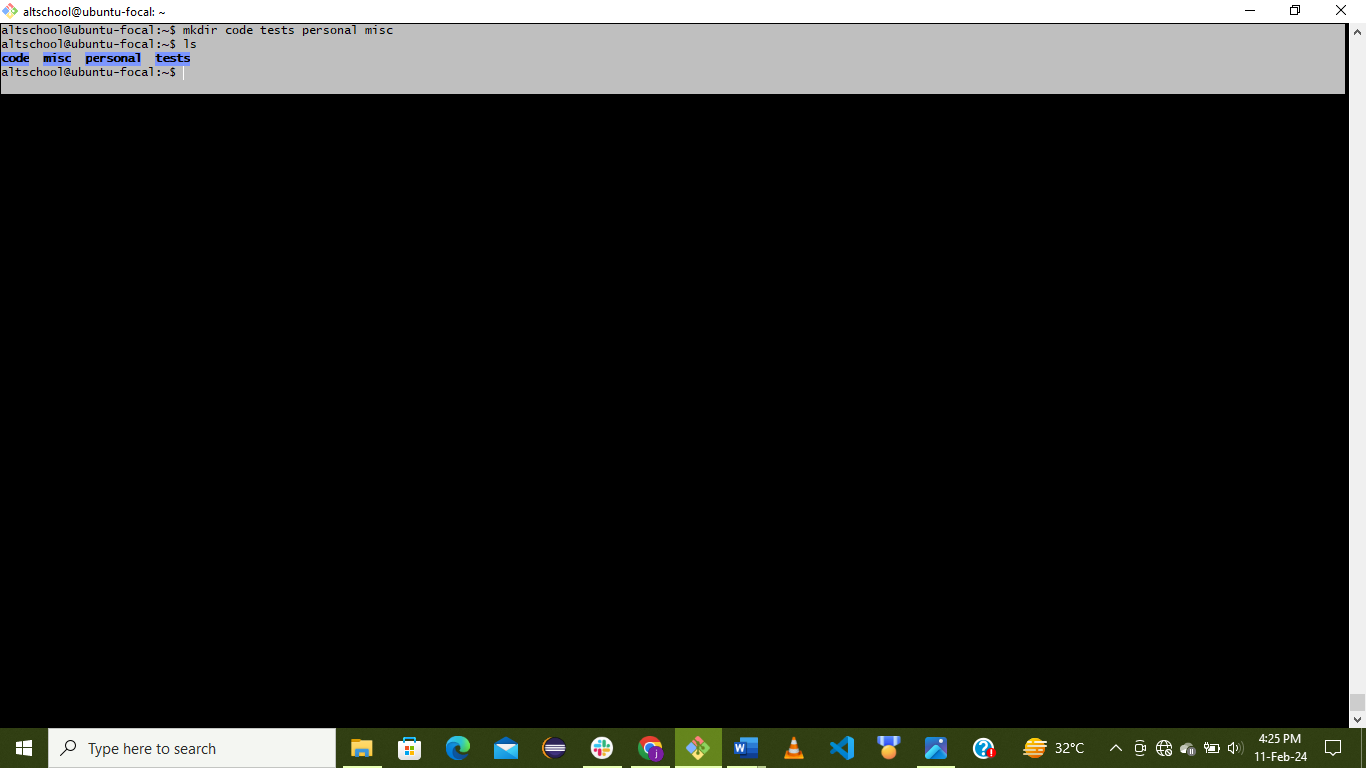 altschool@ubuntu-focal: ~
altschool@ubuntu-focal:~$ mkdir code tests personal misc
altschool@ubuntu-focal:~$ ls
code  misc  personal  tests
altschool@ubuntu-focal:~$
Type here to search
32°C
4:25 PM
11-Feb-24